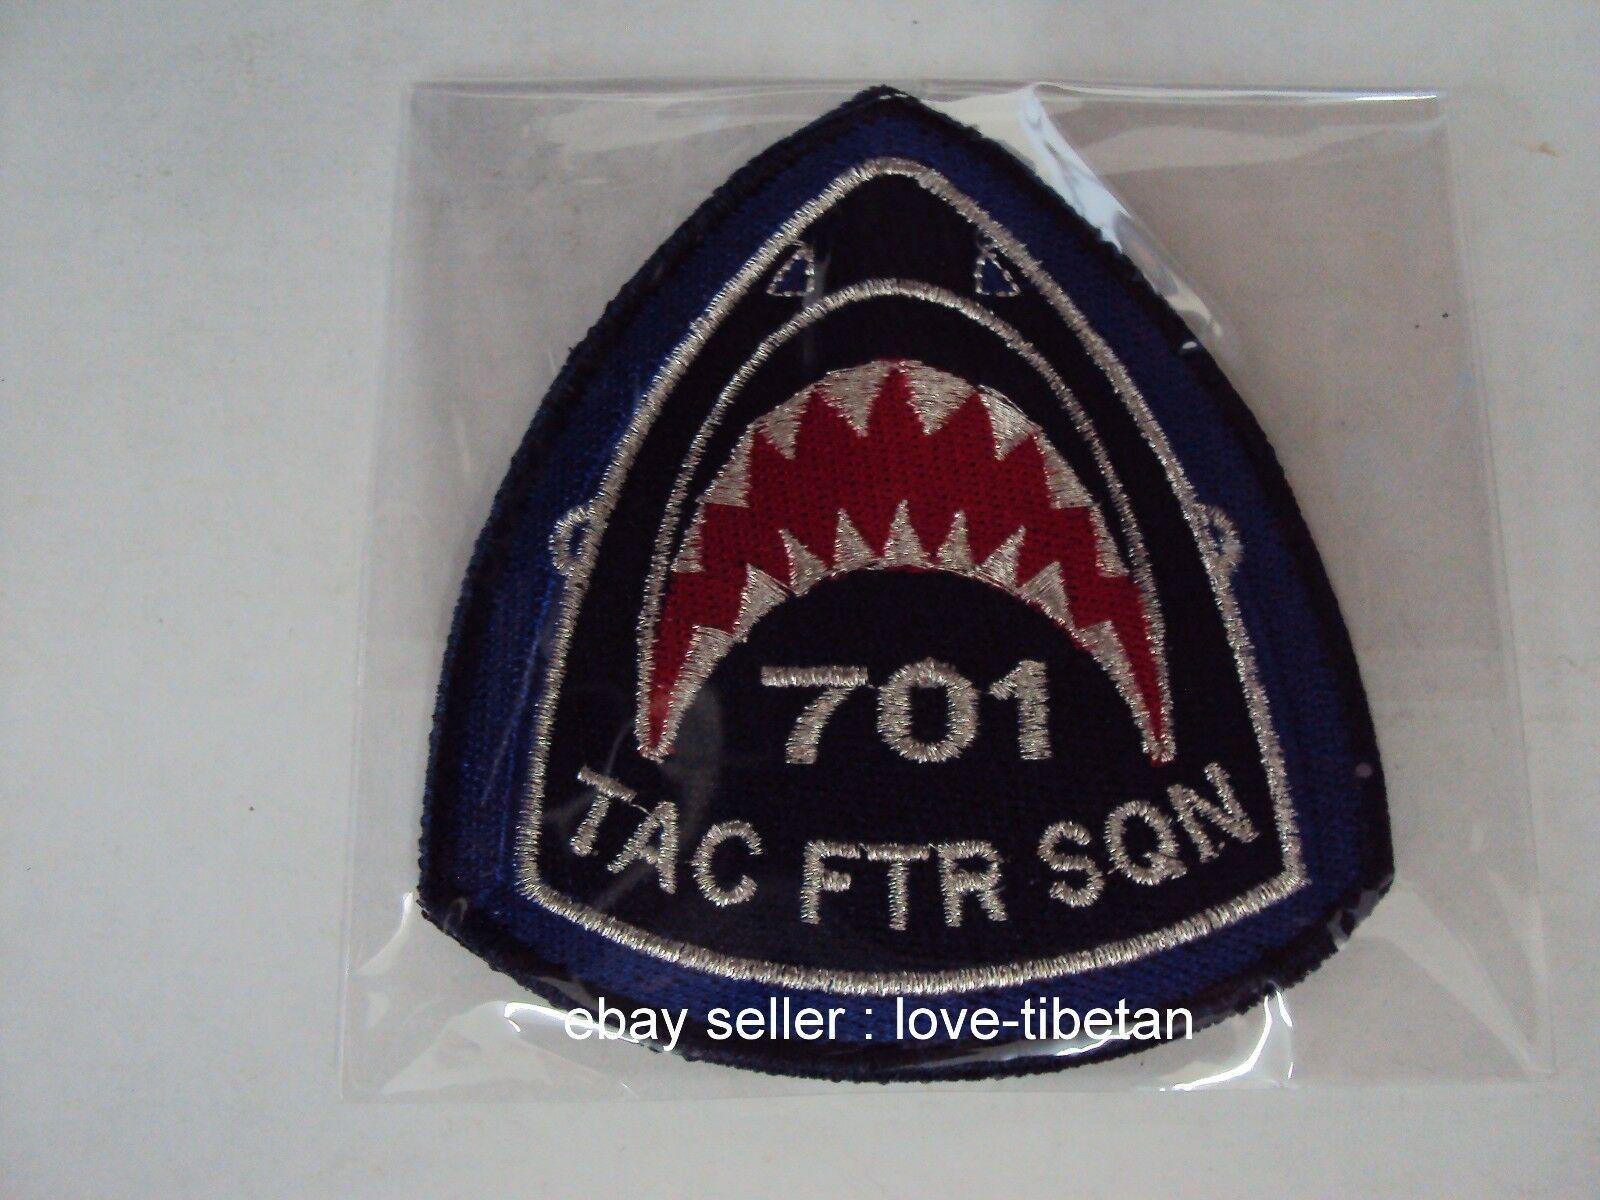 701
TAC FTR SQN
ebay seller : love-tibetan